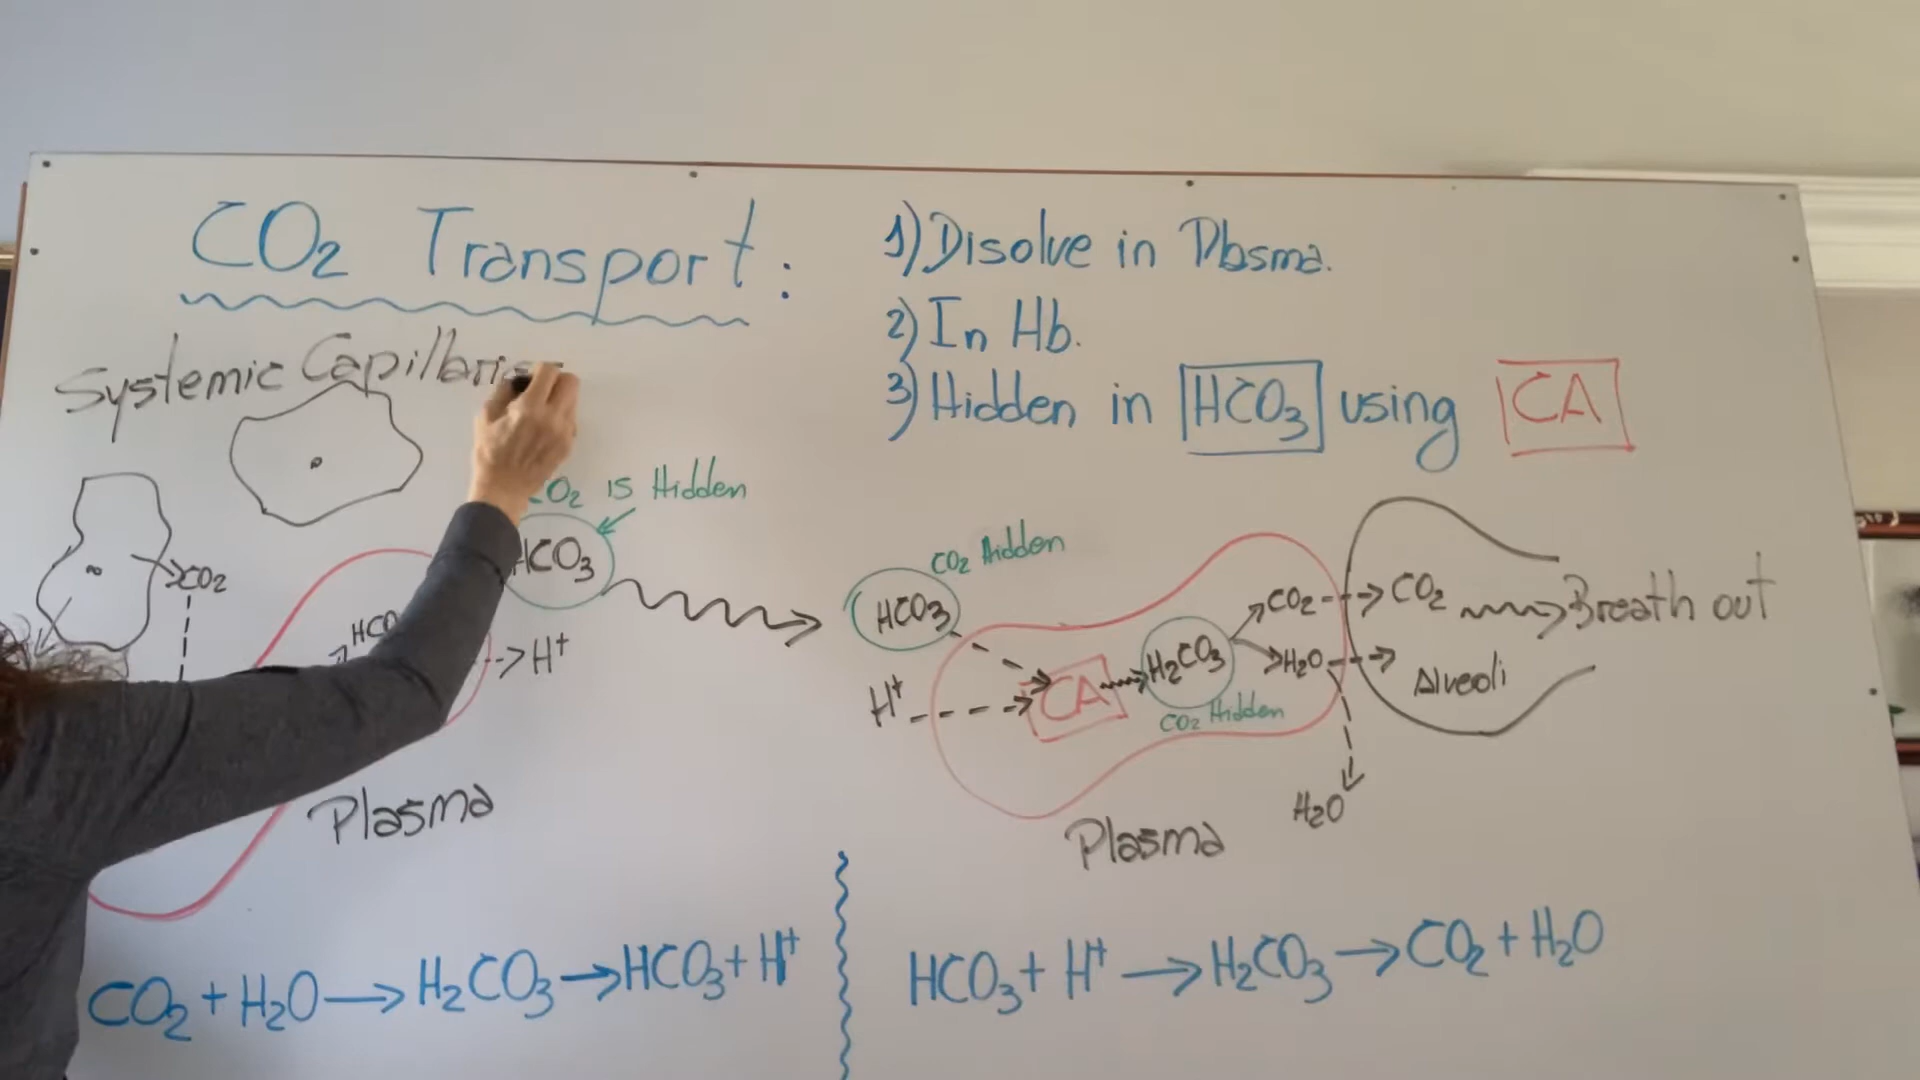 CO2 Transport:
1) Disolve in Plasma.
2) In Hb.
3) Hidden in HCO3 using CA
Systemic Capillaries
CO2 is Hidden
HCO3
CO2
HCO
H+
Plasma
CO2 Hidden
HCO3
H+
CA
H2CO3
CO2 Hidden
CO2
H2O
CO2
Breath out
Alveoli
H2O
Plasma
CO2 + H2O → H2CO3 → HCO3 + H+
HCO3 + H+ → H2CO3 → CO2 + H2O